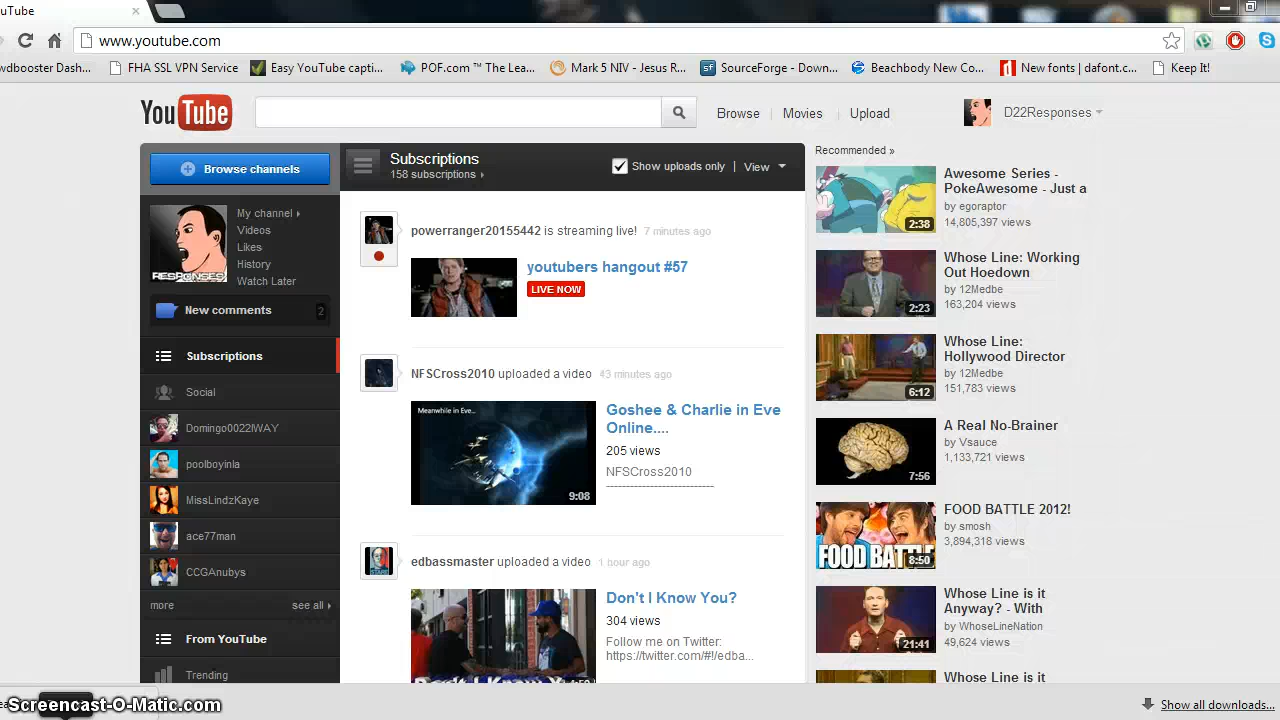 uTube
www.youtube.com
wdbooster Dash...
FHA SSL VPN Service
Easy YouTube capti...
POF.com ™ The Lea...
Mark 5 NIV - Jesus R...
SourceForge - Down...
Beachbody New Co...
New fonts | dafont.c...
Keep It!
YouTube
Browse
Movies
Upload
D22Responses
Browse channels
My channel
Videos
Likes
History
Watch Later
RESPONSES
New comments
2
Subscriptions
Social
Domingo0022IWAY
poolboyinla
MissLindzKaye
ace77man
CCGAnubys
more
see all
From YouTube
Trending
Subscriptions
158 subscriptions
Show uploads only
View
powerranger20155442 is streaming live! 7 minutes ago
youtubers hangout #57
LIVE NOW
NFSCross2010 uploaded a video 43 minutes ago
Meanwhile in Eve...
9:08
Goshee & Charlie in Eve
Online....
205 views
NFSCross2010
---------------------------
edbassmaster uploaded a video 1 hour ago
Don't I Know You?
304 views
Follow me on Twitter:
https://twitter.com/#!/edba...
Recommended »
2:38
Awesome Series -
PokeAwesome - Just a
by egoraptor
14,805,397 views
2:23
Whose Line: Working
Out Hoedown
by 12Medbe
163,204 views
6:12
Whose Line:
Hollywood Director
by 12Medbe
151,783 views
7:56
A Real No-Brainer
by Vsauce
1,133,721 views
FOOD BATTLE
8:50
FOOD BATTLE 2012!
by smosh
3,894,318 views
21:41
Whose Line is it
Anyway? - With
by WhoseLineNation
49,624 views
Whose Line is it
Screencast-O-Matic.com
Show all downloads...